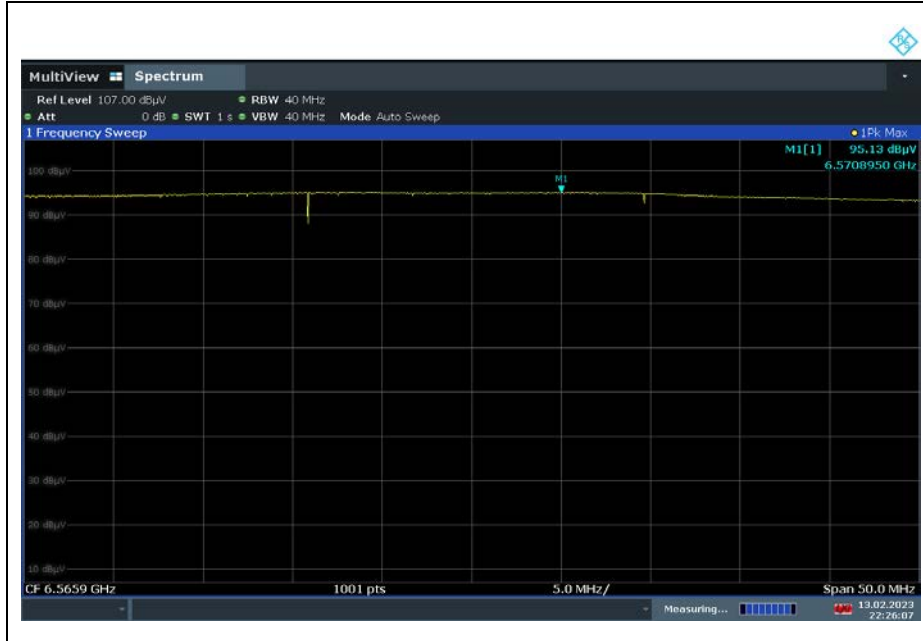 R&S
MultiView Spectrum
Ref Level 107.00 dBµV RBW 40 MHz
Att 0 dB SWT 1 s VBW 40 MHz Mode Auto Sweep
1 Frequency Sweep 1Pk Max
M1[1] 95.13 dBµV
6.5708950 GHz
100 dBµV
M1
90 dBµV
80 dBµV
70 dBµV
60 dBµV
50 dBµV
40 dBµV
30 dBµV
20 dBµV
10 dBµV
CF 6.5659 GHz 1001 pts 5.0 MHz/ Span 50.0 MHz
Measuring... 13.02.2023
22:26:07